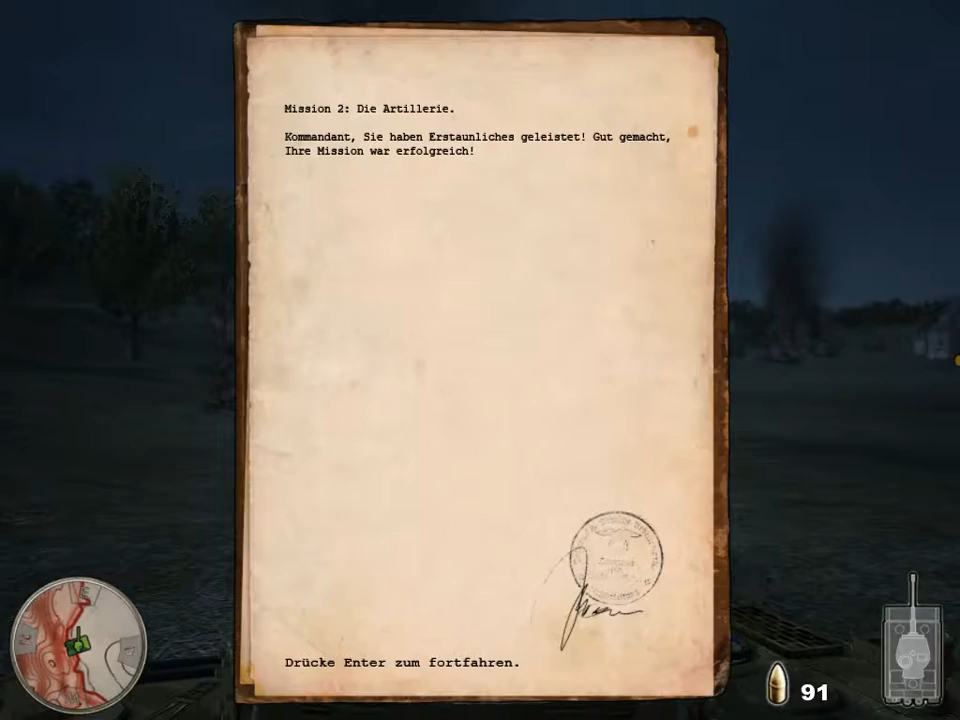 Mission 2: Die Artillerie.
Kommandant, Sie haben Erstaunliches geleistet! Gut gemacht,
Ihre Mission war erfolgreich!
Drücke Enter zum fortfahren.
91